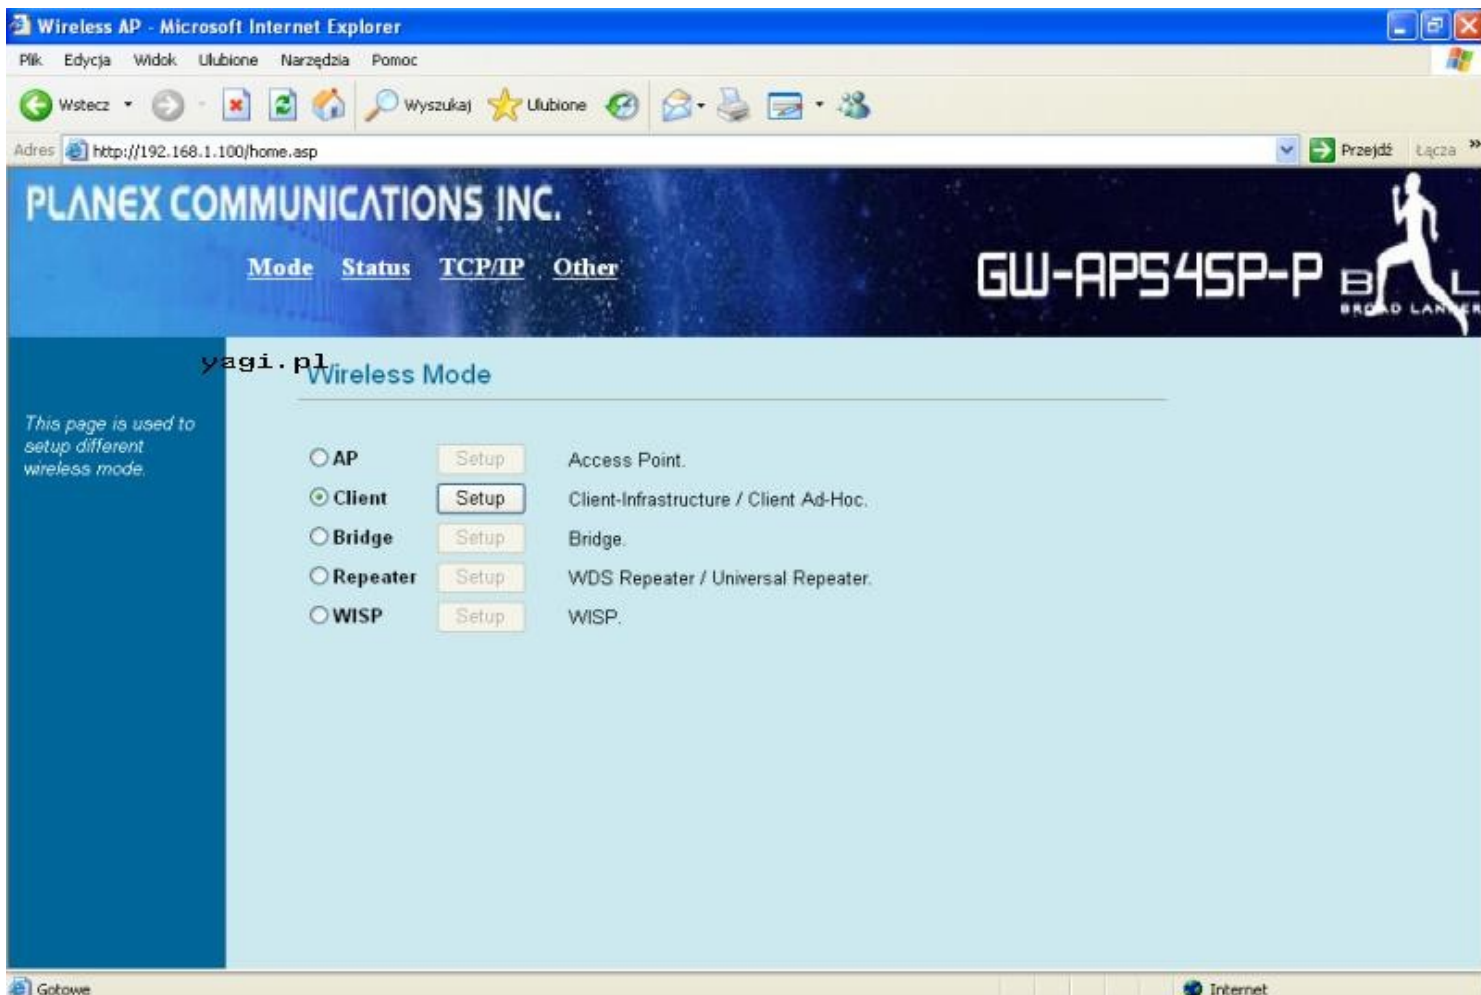 Wireless AP - Microsoft Internet Explorer
Plik Edycja Widok Ulubione Narzędzia Pomoc
Wstecz Wyszukaj Ulubione
Adres http://192.168.1.100/home.asp Przejdź Łącza »
PLANEX COMMUNICATIONS INC.
Mode Status TCP/IP Other
GW-AP54SP-P
B L
BROAD LANNER
yagi.pl
Wireless Mode
This page is used to
setup different
wireless mode.
AP Setup Access Point.
Client Setup Client-Infrastructure / Client Ad-Hoc.
Bridge Setup Bridge.
Repeater Setup WDS Repeater / Universal Repeater.
WISP Setup WISP.
Gotowe Internet